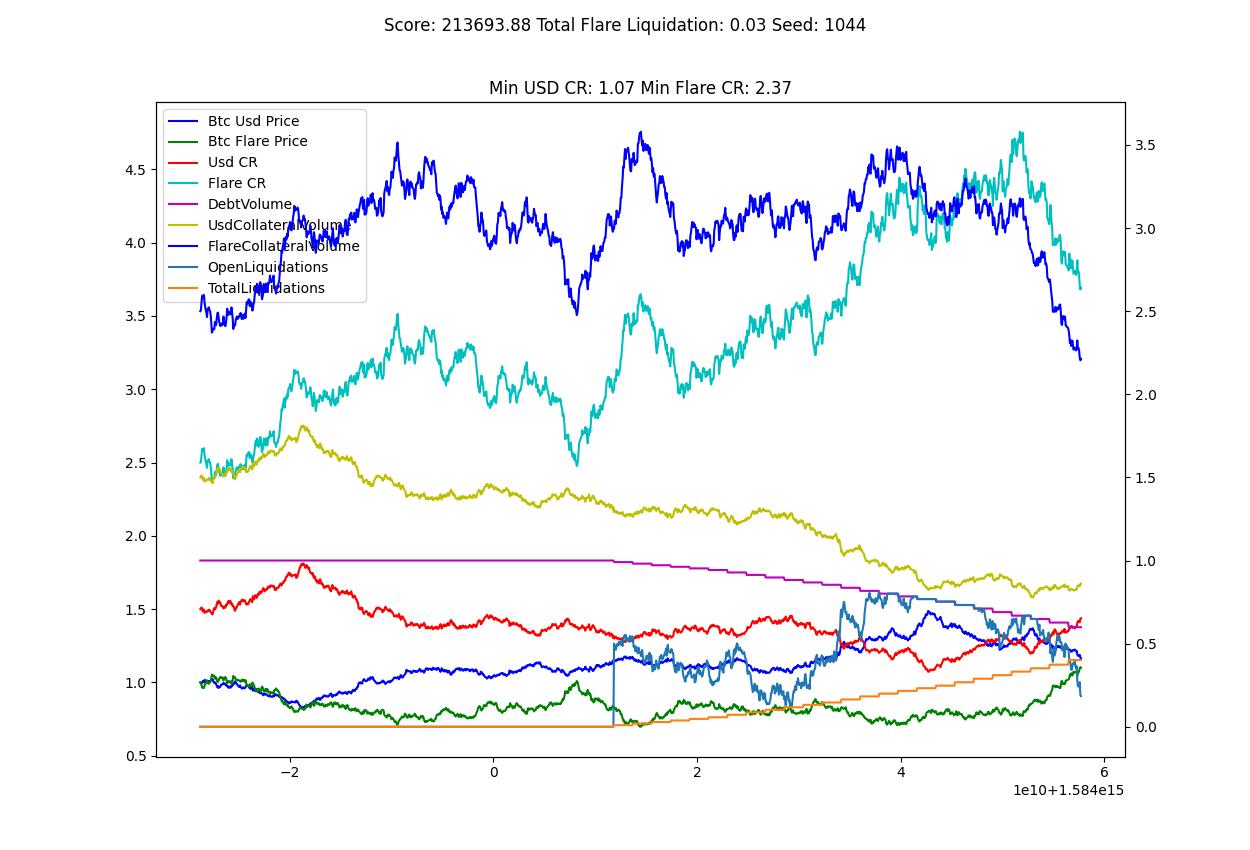 Score: 213693.88 Total Flare Liquidation: 0.03 Seed: 1044
Min USD CR: 1.07 Min Flare CR: 2.37
Btc Usd Price
Btc Flare Price
Usd CR
Flare CR
DebtVolume
UsdCollateralVolume
FlareCollateralVolume
OpenLiquidations
TotalLiquidations
4.5
4.0
3.5
3.0
2.5
2.0
1.5
1.0
0.5
3.5
3.0
2.5
2.0
1.5
1.0
0.5
0.0
−2 0 2 4 6
1e10+1.584e15